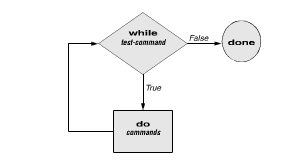 while
test-command
False
done
True
do
commands